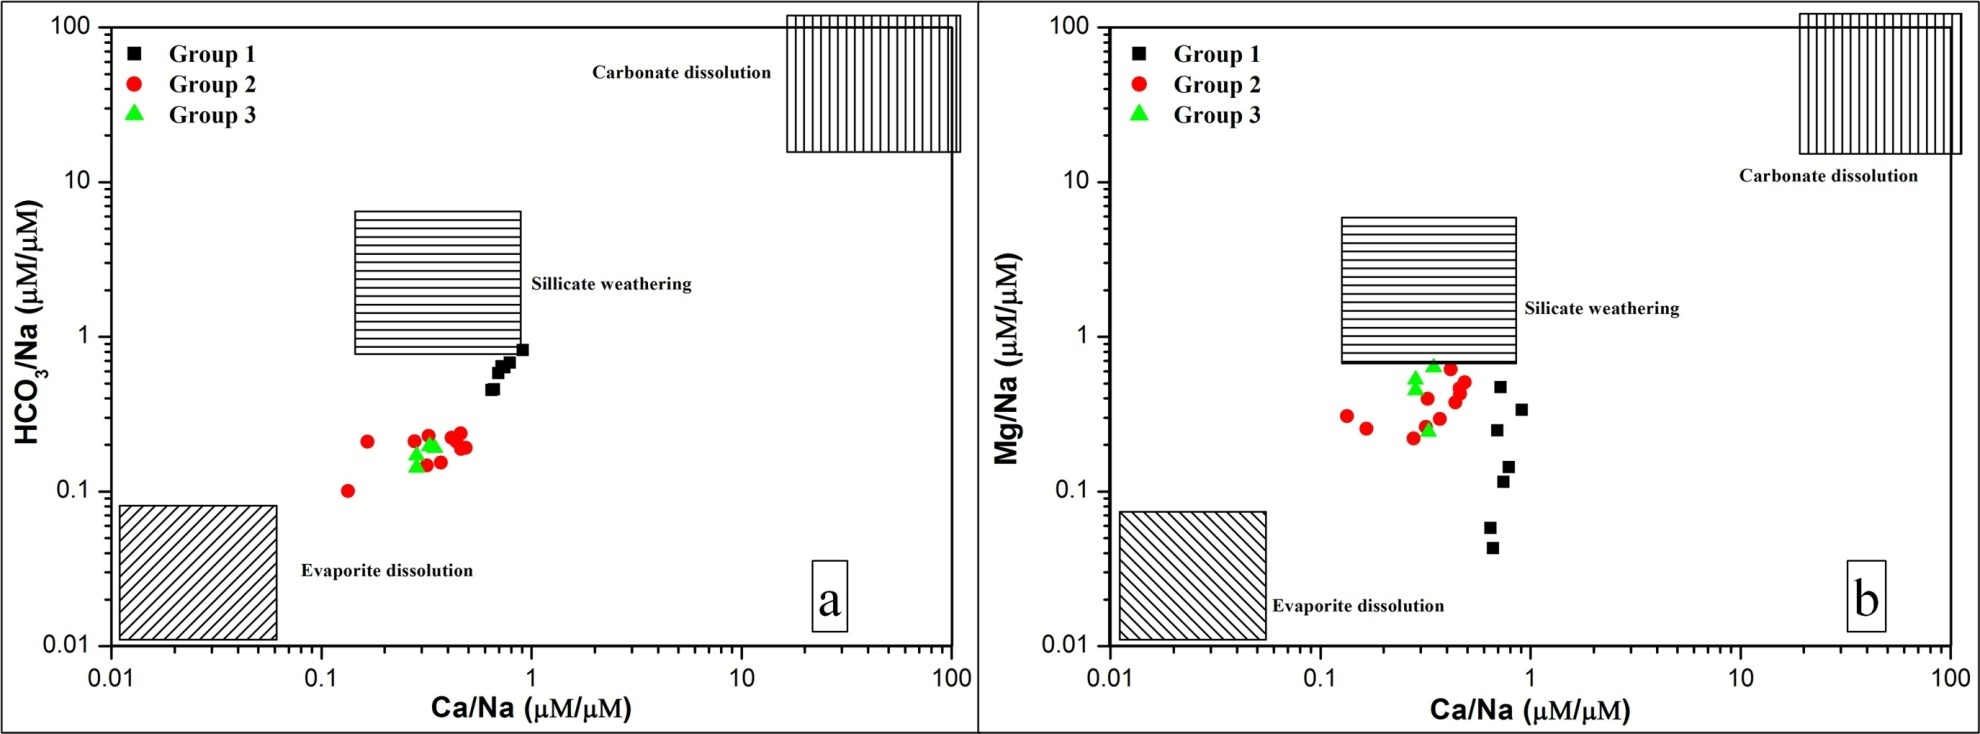 100
10
1
0.1
0.01
HCO3/Na (μM/μM)
Group 1
Group 2
Group 3
Carbonate dissolution
Sillicate weathering
Evaporite dissolution
a
0.01 0.1 1 10 100
Ca/Na (μM/μM)
100
10
1
0.1
0.01
Mg/Na (μM/μM)
Group 1
Group 2
Group 3
Carbonate dissolution
Silicate weathering
Evaporite dissolution
b
0.01 0.1 1 10 100
Ca/Na (μM/μM)